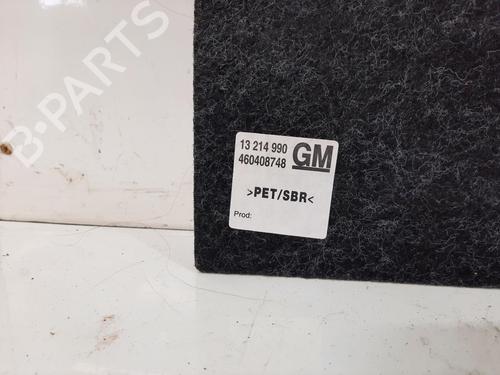 B-PARTS
13 214 990
460408748
GM
>PET/SBR<
Prod: